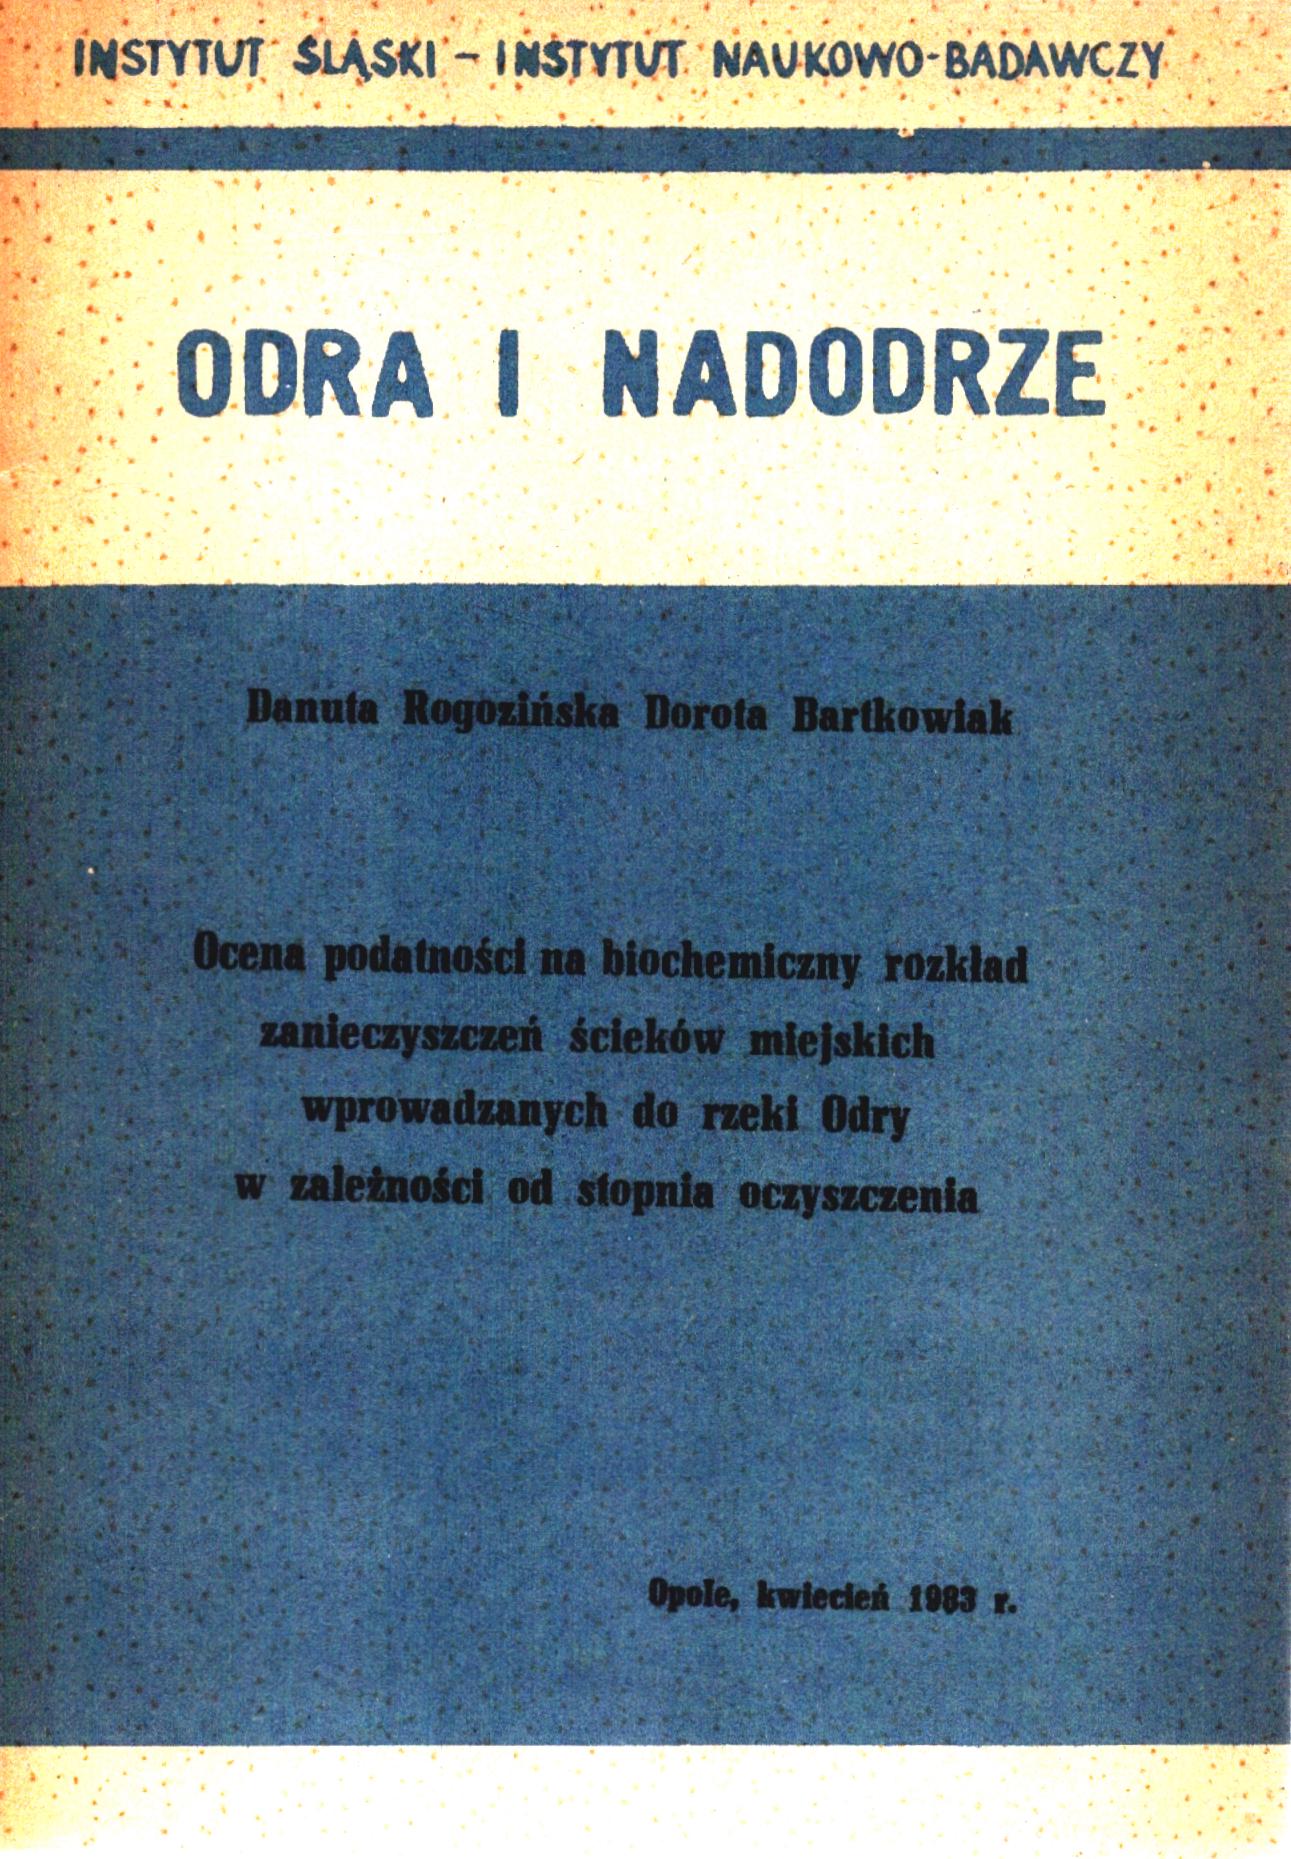 INSTYTUT ŚLĄSKI - INSTYTUT NAUKOWO-BADAWCZY
ODRA I NADODRZE
Danuta Rogozińska Dorota Bartkowiak
Ocena podatności na biochemiczny rozkład
zanieczyszczeń ścieków miejskich
wprowadzanych do rzeki Odry
w zależności od stopnia oczyszczenia
Opole, kwiecień 1983 r.